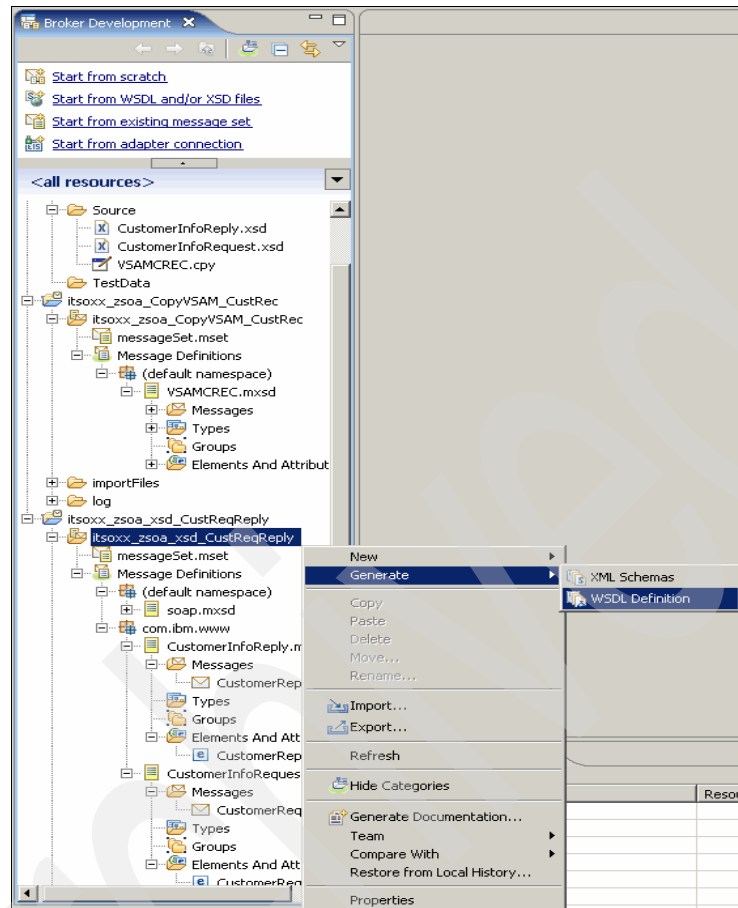 Broker Development
Start from scratch
Start from WSDL and/or XSD files
Start from existing message set
Start from adapter connection
<all resources>
Source
CustomerInfoReply.xsd
CustomerInfoRequest.xsd
VSAMCREC.cpy
TestData
itsoxx_zsoa_CopyVSAM_CustRec
itsoxx_zsoa_CopyVSAM_CustRec
messageSet.mset
Message Definitions
(default namespace)
VSAMCREC.mxsd
Messages
Types
Groups
Elements And Attribut
importFiles
log
itsoxx_zsoa_xsd_CustReqReply
itsoxx_zsoa_xsd_CustReqReply
messageSet.mset
Message Definitions
(default namespace)
soap.mxsd
com.ibm.www
CustomerInfoReply.m
Messages
CustomerRep
Types
Groups
Elements And Att
CustomerRep
CustomerInfoReques
Messages
CustomerReq
Types
Groups
Elements And Att
CustomerReq
New
Generate
Copy
Paste
Delete
Move...
Rename...
Import...
Export...
Refresh
Hide Categories
Generate Documentation...
Team
Compare With
Restore from Local History...
Properties
XML Schemas
WSDL Definition
Resou